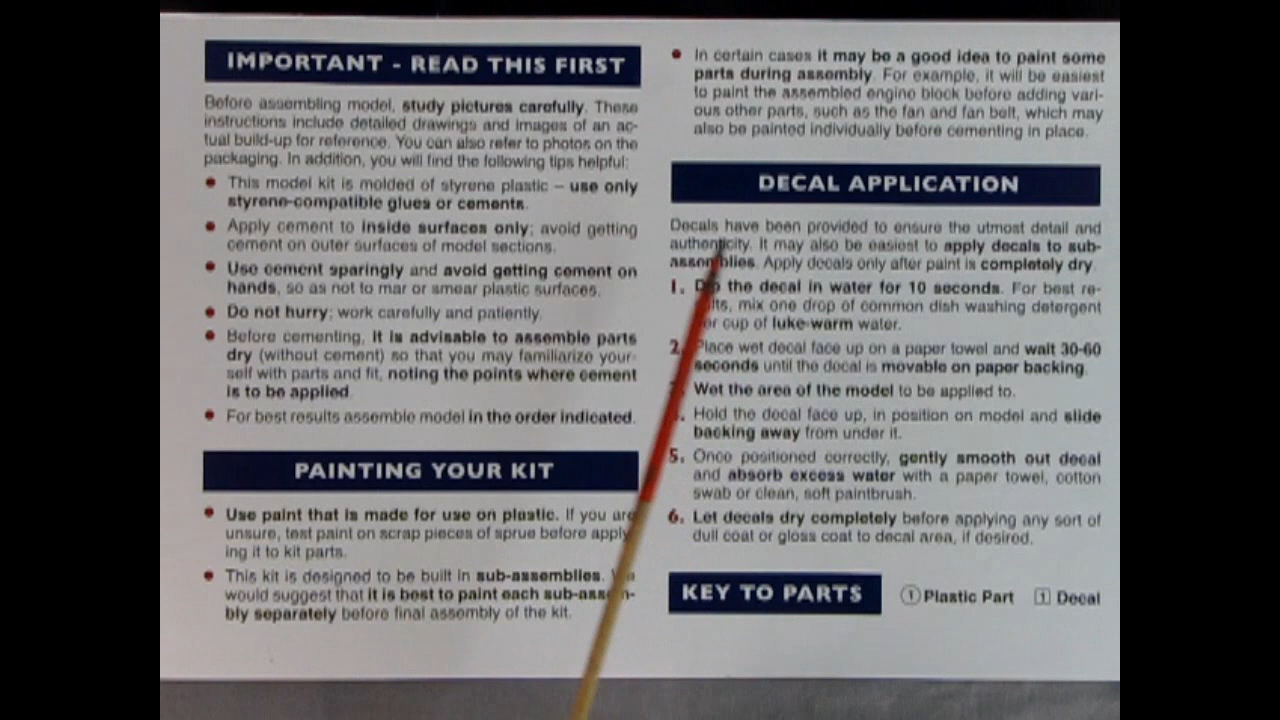 IMPORTANT - READ THIS FIRST
Before assembling model, study pictures carefully. These
instructions include detailed drawings and images of an ac-
tual build-up for reference. You can also refer to photos on the
packaging. In addition, you will find the following tips helpful:
• This model kit is molded of styrene plastic – use only
styrene-compatible glues or cements.
• Apply cement to inside surfaces only; avoid getting
cement on outer surfaces of model sections.
• Use cement sparingly and avoid getting cement on
hands, so as not to mar or smear plastic surfaces.
• Do not hurry; work carefully and patiently.
• Before cementing, it is advisable to assemble parts
dry (without cement) so that you may familiarize your-
self with parts and fit, noting the points where cement
is to be applied.
• For best results assemble model in the order indicated.
PAINTING YOUR KIT
• Use paint that is made for use on plastic. If you are
unsure, test paint on scrap pieces of sprue before apply
ing it to kit parts.
• This kit is designed to be built in sub-assemblies.
would suggest that it is best to paint each sub-assem-
bly separately before final assembly of the kit.
• In certain cases it may be a good idea to paint some
parts during assembly. For example, it will be easiest
to paint the assembled engine block before adding vari-
ous other parts, such as the fan and fan belt, which may
also be painted individually before cementing in place.
DECAL APPLICATION
Decals have been provided to ensure the utmost detail and
authenticity. It may also be easiest to apply decals to sub-
assemblies. Apply decals only after paint is completely dry.
1. Dip the decal in water for 10 seconds. For best re-
mix one drop of common dish washing detergent
cup of luke-warm water.
2. Place wet decal face up on a paper towel and wait 30-60
seconds until the decal is movable on paper backing.
Wet the area of the model to be applied to.
Hold the decal face up, in position on model and slide
backing away from under it.
5. Once positioned correctly, gently smooth out decal
and absorb excess water with a paper towel, cotton
swab or clean, soft paintbrush.
6. Let decals dry completely before applying any sort of
dull coat or gloss coat to decal area, if desired.
KEY TO PARTS 1 Plastic Part 1 Decal